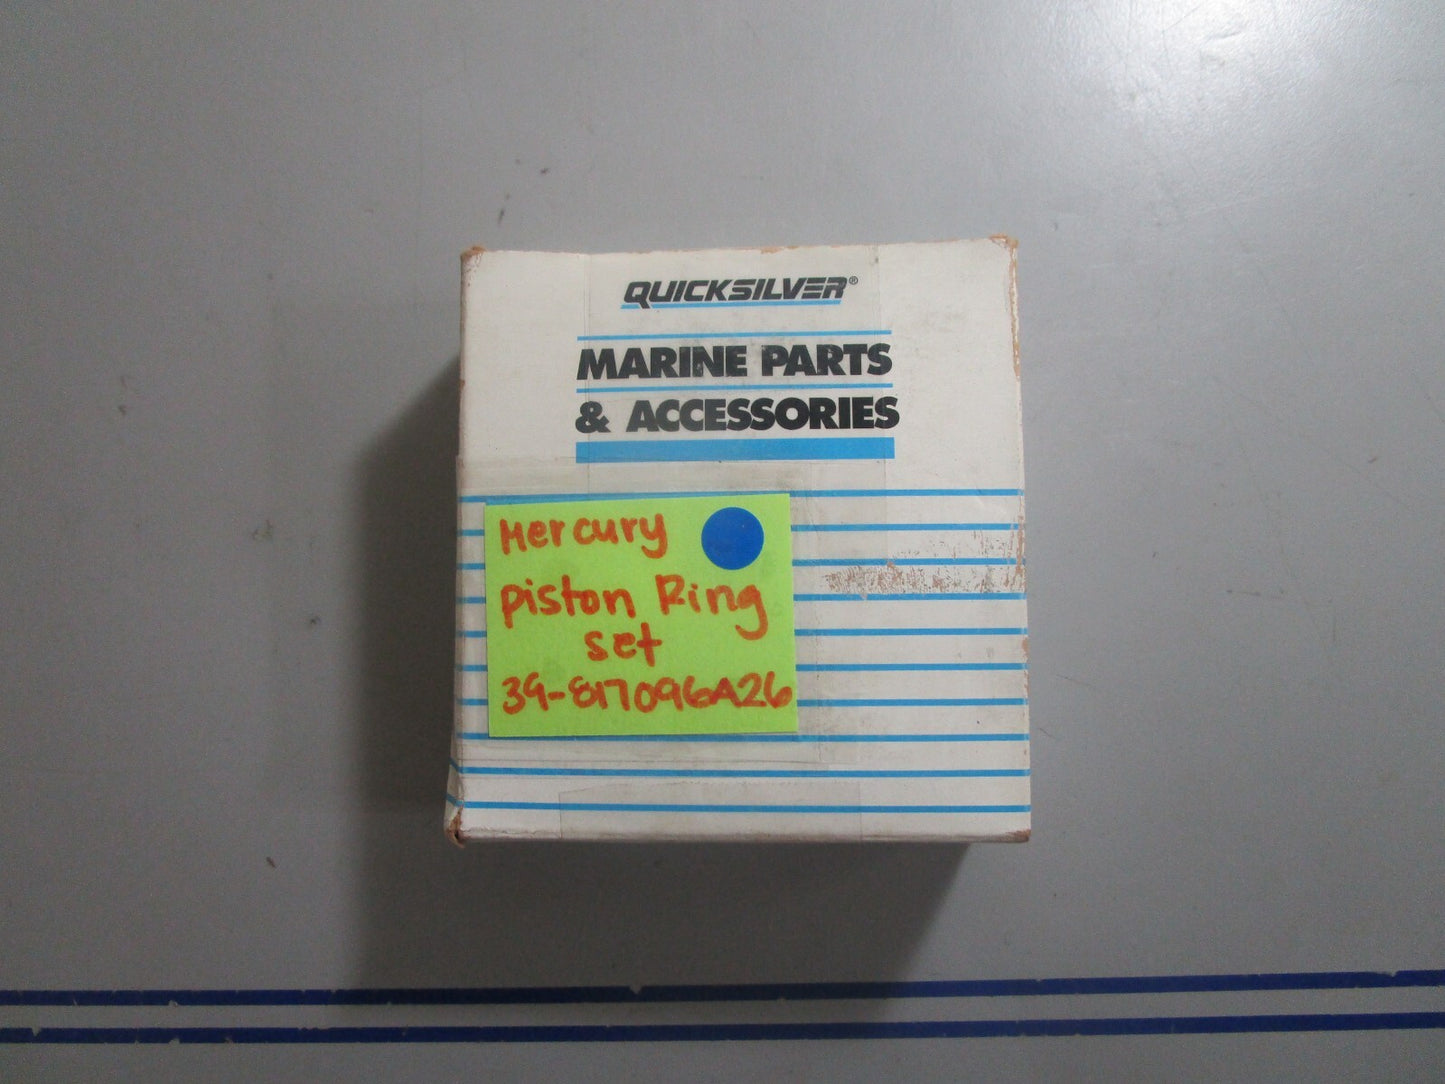 QUICKSILVER®
MARINE PARTS
& ACCESSORIES
Mercury
piston Ring
set
39-817096A26